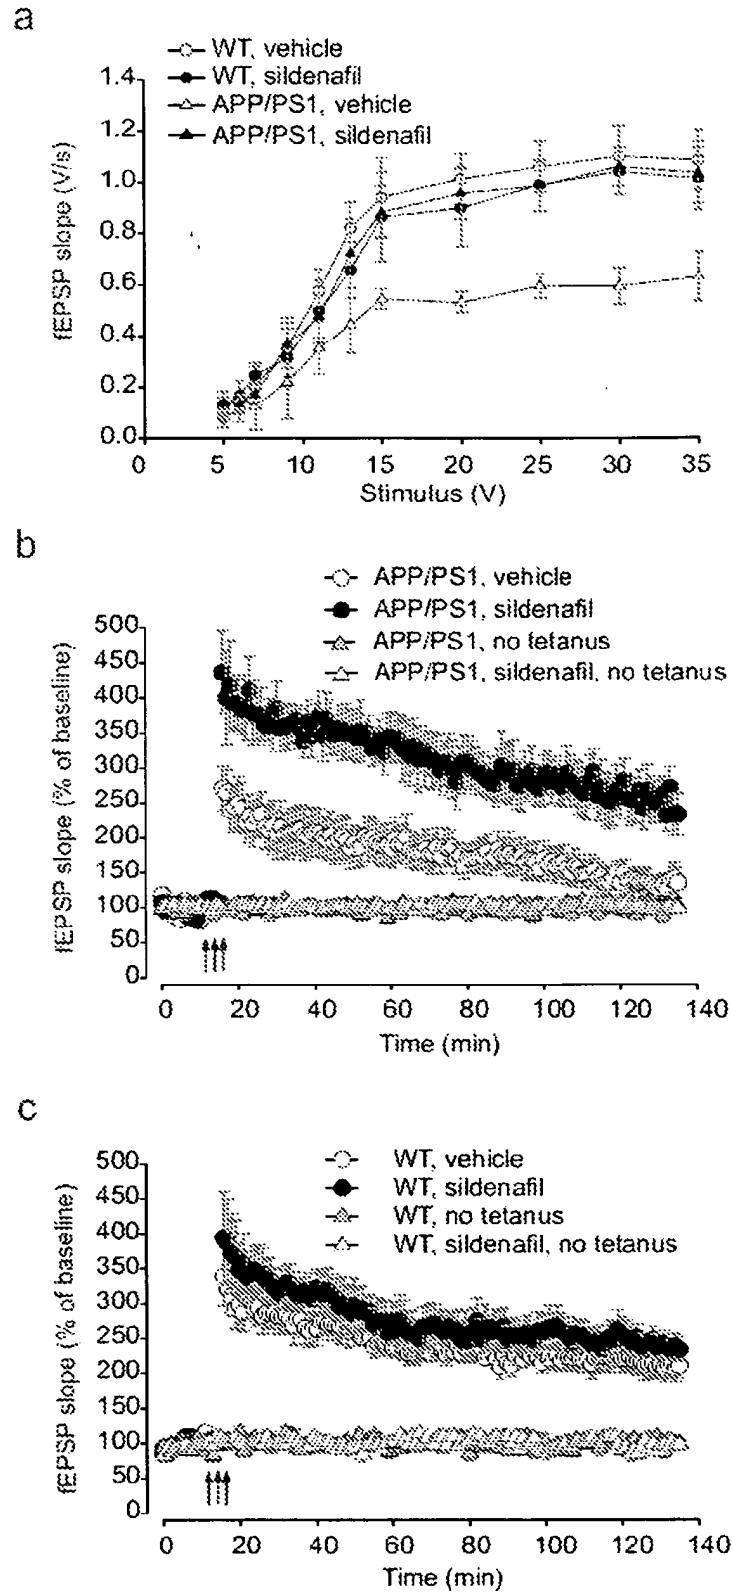 a
WT, vehicle
WT, sildenafil
APP/PS1, vehicle
APP/PS1, sildenafil
1.4
1.2
1.0
0.8
0.6
0.4
0.2
0.0
fEPSP slope (V/s)
0 5 10 15 20 25 30 35
Stimulus (V)
b
APP/PS1, vehicle
APP/PS1, sildenafil
APP/PS1, no tetanus
APP/PS1, sildenafil, no tetanus
500
450
400
350
300
250
200
150
100
50
0
fEPSP slope (% of baseline)
0 20 40 60 80 100 120 140
Time (min)
c
WT, vehicle
WT, sildenafil
WT, no tetanus
WT, sildenafil, no tetanus
500
450
400
350
300
250
200
150
100
50
0
fEPSP slope (% of baseline)
0 20 40 60 80 100 120 140
Time (min)